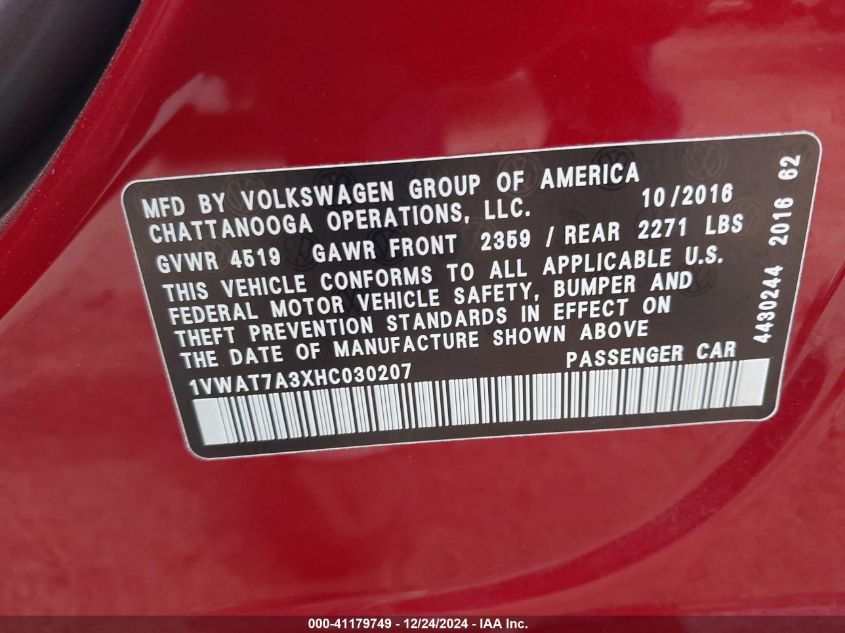 MFD BY VOLKSWAGEN GROUP OF AMERICA
CHATTANOOGA OPERATIONS, LLC. 10/2016
GVWR 4519 GAWR FRONT 2359 / REAR 2271 LBS
THIS VEHICLE CONFORMS TO ALL APPLICABLE U.S.
FEDERAL MOTOR VEHICLE SAFETY, BUMPER AND
THEFT PREVENTION STANDARDS IN EFFECT ON
THE DATE OF MANUFACTURE SHOWN ABOVE
1VWAT7A3XHC030207 PASSENGER CAR
4430244 2016 62
000-41179749 - 12/24/2024 - IAA Inc.